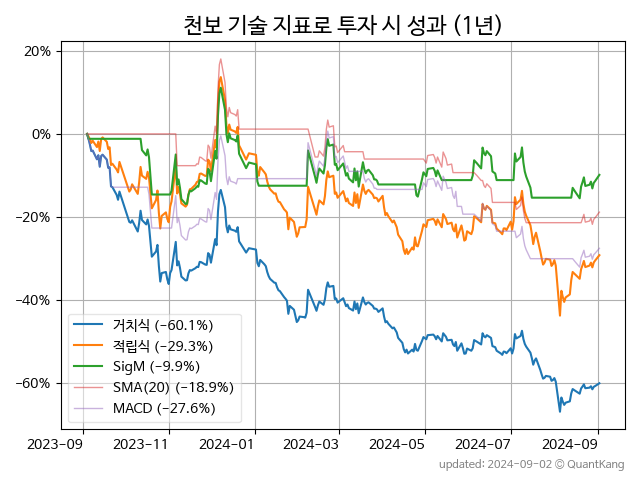 천보 기술 지표로 투자 시 성과 (1년)
20%
0%
−20%
−40%
−60%
거치식 (−60.1%)
적립식 (−29.3%)
SigM (−9.9%)
SMA(20) (−18.9%)
MACD (−27.6%)
2023-09 2023-11 2024-01 2024-03 2024-05 2024-07 2024-09
updated: 2024-09-02 © QuantKang